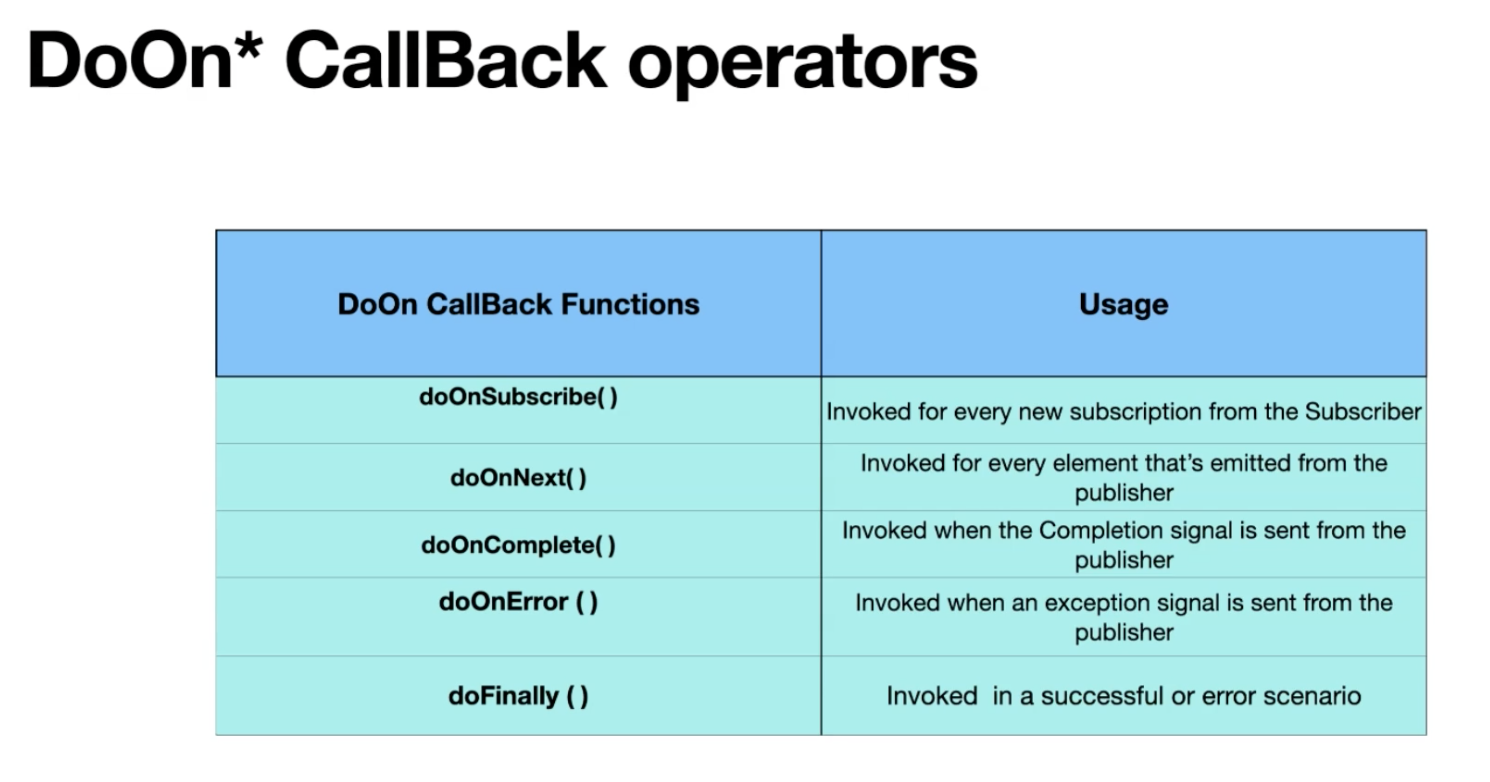 DoOn* CallBack operators
DoOn CallBack Functions
Usage
doOnSubscribe( )
Invoked for every new subscription from the Subscriber
doOnNext( )
Invoked for every element that’s emitted from the
publisher
doOnComplete( )
Invoked when the Completion signal is sent from the
publisher
doOnError ( )
Invoked when an exception signal is sent from the
publisher
doFinally ( )
Invoked  in a successful or error scenario